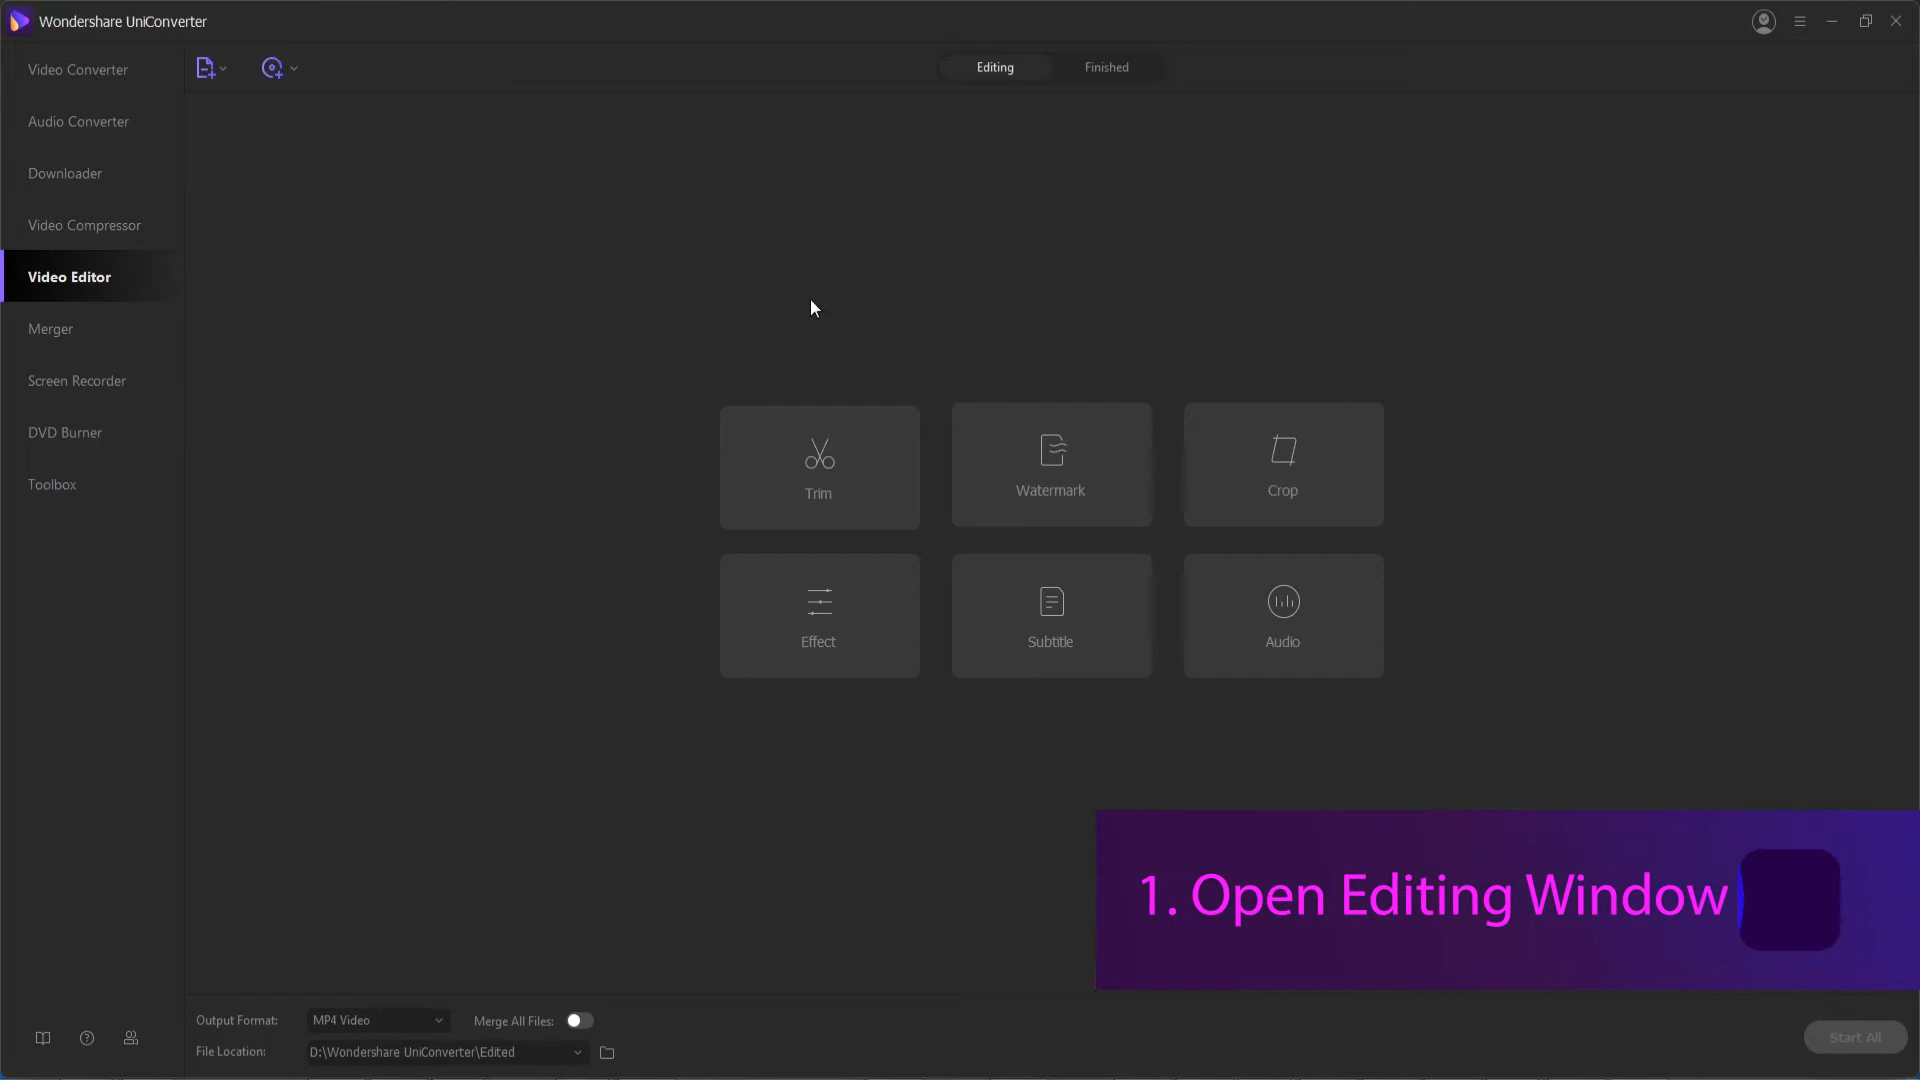 Wondershare UniConverter
Video Converter
Audio Converter
Downloader
Video Compressor
Video Editor
Merger
Screen Recorder
DVD Burner
Toolbox
Editing
Finished
Trim
Watermark
Crop
Effect
Subtitle
Audio
1. Open Editing Window
Output Format:
MP4 Video
Merge All Files:
File Location:
D:\Wondershare UniConverter\Edited
Start All